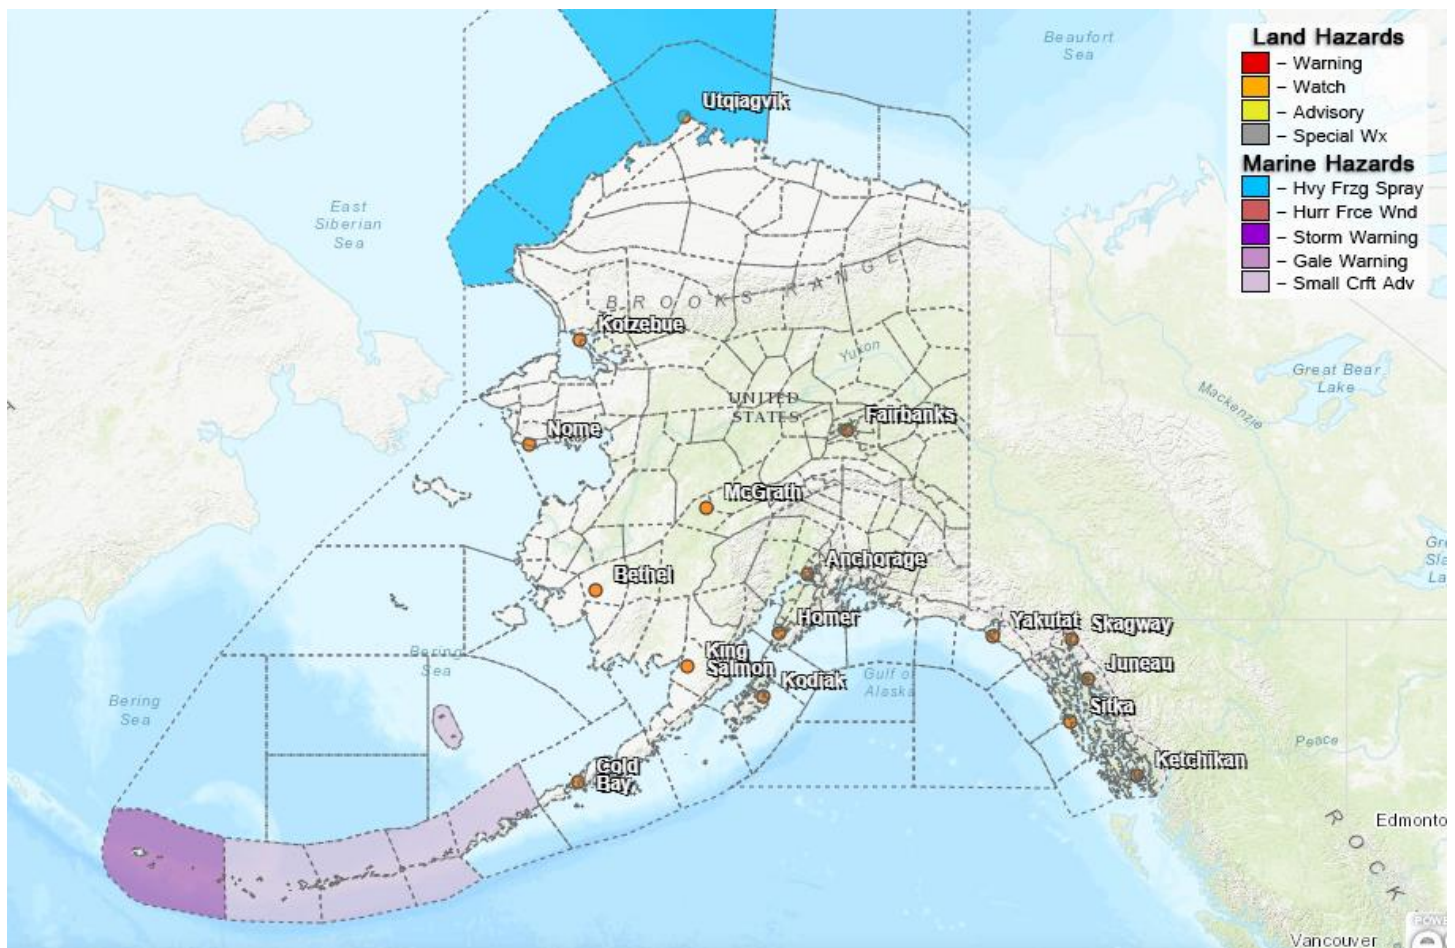 Beaufort
Sea
Land Hazards
– Warning
– Watch
– Advisory
– Special Wx
Marine Hazards
– Hvy Frzg Spray
– Hurr Frce Wnd
– Storm Warning
– Gale Warning
– Small Crft Adv
Utqiagvik
East
Siberian
Sea
BROOKS RANGE
Kotzebue
Yukon
Great Bear
Lake
Mackenzie
UNITED
STATES
Fairbanks
Nome
McGrath
Anchorage
Bethel
Homer
Yakutat
Skagway
King
Salmon
Juneau
Kodiak
Gulf of
Alaska
Bering
Sea
Bering
Sea
Sitka
Peace
Ketchikan
Cold
Bay
ROCK
Edmonto
Vancouver
POWE